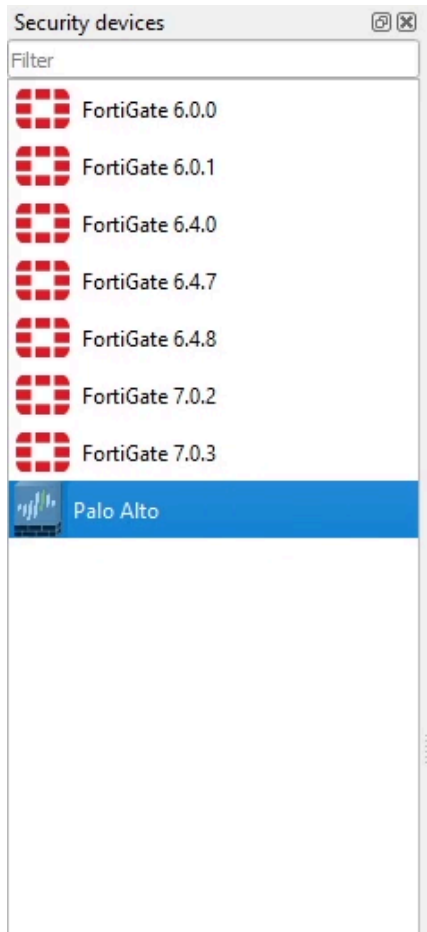 Security devices
Filter
FortiGate 6.0.0
FortiGate 6.0.1
FortiGate 6.4.0
FortiGate 6.4.7
FortiGate 6.4.8
FortiGate 7.0.2
FortiGate 7.0.3
Palo Alto